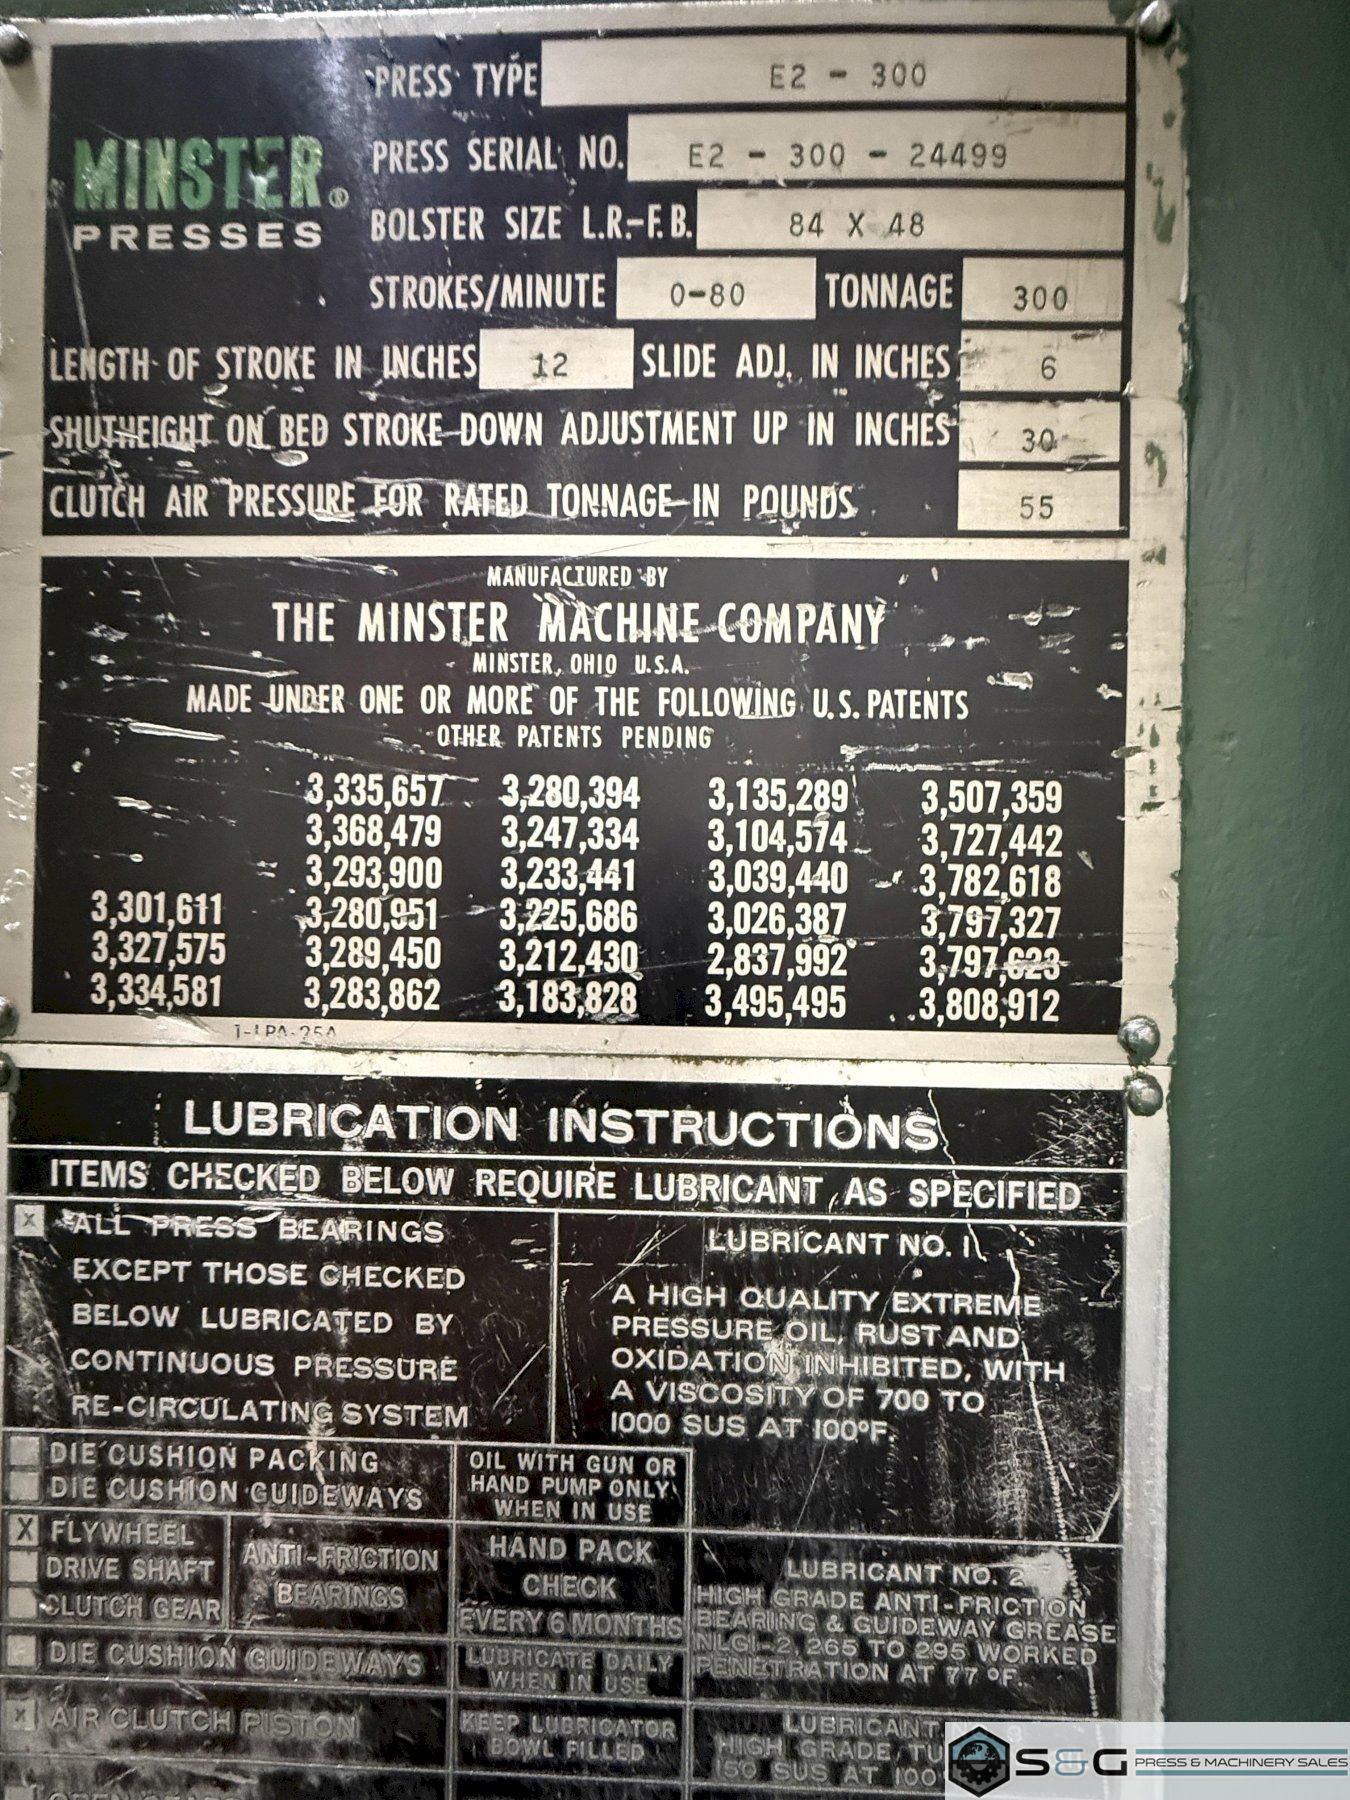 PRESS TYPE E2 - 300
MINSTER®
PRESSES
PRESS SERIAL NO. E2 - 300 - 24499
BOLSTER SIZE L.R.-F.B. 84 X 48
STROKES/MINUTE 0-80 TONNAGE 300
LENGTH OF STROKE IN INCHES 12 SLIDE ADJ. IN INCHES 6
SHUTHEIGHT ON BED STROKE DOWN ADJUSTMENT UP IN INCHES 30
CLUTCH AIR PRESSURE FOR RATED TONNAGE IN POUNDS 55
MANUFACTURED BY
THE MINSTER MACHINE COMPANY
MINSTER, OHIO U.S.A.
MADE UNDER ONE OR MORE OF THE FOLLOWING U.S. PATENTS
OTHER PATENTS PENDING
3,335,657 3,280,394 3,135,289 3,507,359
3,368,479 3,247,334 3,104,574 3,727,442
3,293,900 3,233,441 3,039,440 3,782,618
3,301,611 3,280,951 3,225,686 3,026,387 3,797,327
3,327,575 3,289,450 3,212,430 2,837,992 3,797,623
3,334,581 3,283,862 3,183,828 3,495,495 3,808,912
1-LPA-25A
LUBRICATION INSTRUCTIONS
ITEMS CHECKED BELOW REQUIRE LUBRICANT AS SPECIFIED
X ALL PRESS BEARINGS
EXCEPT THOSE CHECKED
BELOW LUBRICATED BY
CONTINUOUS PRESSURE
RE-CIRCULATING SYSTEM
LUBRICANT NO. 1
A HIGH QUALITY EXTREME
PRESSURE OIL, RUST AND
OXIDATION INHIBITED, WITH
A VISCOSITY OF 700 TO
1000 SUS AT 100°F.
DIE CUSHION PACKING
DIE CUSHION GUIDEWAYS
OIL WITH GUN OR
HAND PUMP ONLY
WHEN IN USE
X FLYWHEEL
DRIVE SHAFT
CLUTCH GEAR
ANTI-FRICTION
BEARINGS
HAND PACK
CHECK
EVERY 6 MONTHS
LUBRICANT NO. 2
HIGH GRADE ANTI-FRICTION
BEARING & GUIDEWAY GREASE
NLGI-2, 265 TO 295 WORKED
PENETRATION AT 77 °F.
DIE CUSHION GUIDEWAYS
LUBRICATE DAILY
WHEN IN USE
X AIR CLUTCH PISTON
KEEP LUBRICATOR
BOWL FILLED
LUBRICANT
HIGH GRADE TU
150 SUS AT 100
S&G PRESS & MACHINERY SALES